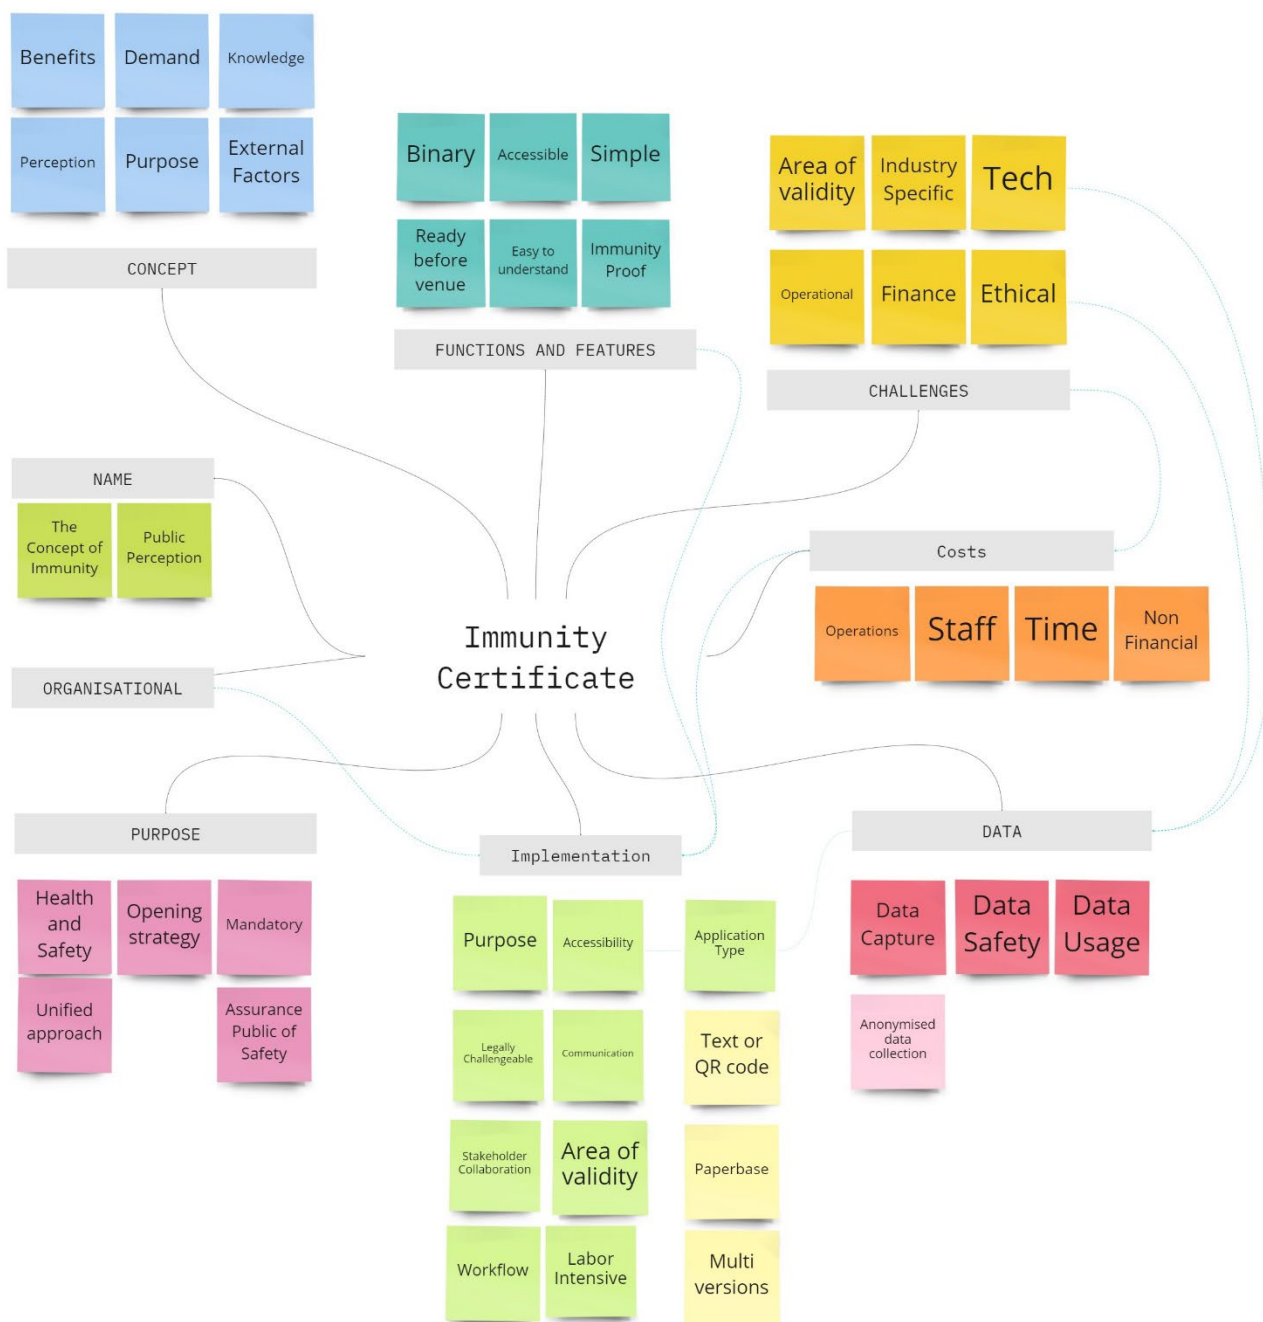 Benefits
Demand
Knowledge
Perception
Purpose
External
Factors
CONCEPT
Binary
Accessible
Simple
Ready
before
venue
Easy to
understand
Immunity
Proof
FUNCTIONS AND FEATURES
Area of
validity
Industry
Specific
Tech
Operational
Finance
Ethical
CHALLENGES
NAME
The
Concept of
Immunity
Public
Perception
Costs
Operations
Staff
Time
Non
Financial
Immunity
Certificate
ORGANISATIONAL
PURPOSE
Health
and
Safety
Opening
strategy
Mandatory
Unified
approach
Assurance
Public of
Safety
Implementation
Purpose
Accessibility
Application
Type
Legally
Challengeable
Communication
Text or
QR code
Stakeholder
Collaboration
Area of
validity
Paperbase
Workflow
Labor
Intensive
Multi
versions
DATA
Data
Capture
Data
Safety
Data
Usage
Anonymised
data
collection